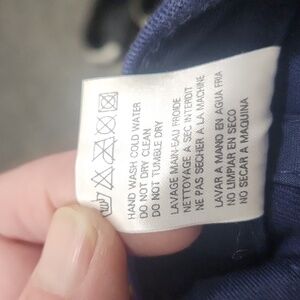 HAND WASH COLD WATER
DO NOT DRY CLEAN
DO NOT TUMBLE DRY
LAVAGE MAIN-EAU FROIDE
NETTOYAGE A SEC INTERDIT
NE PAS SECHER A LA MACHINE
LAVAR A MANO EN AGUA FRIA
NO LIMPIAR EN SECO
NO SECAR A MAQUINA